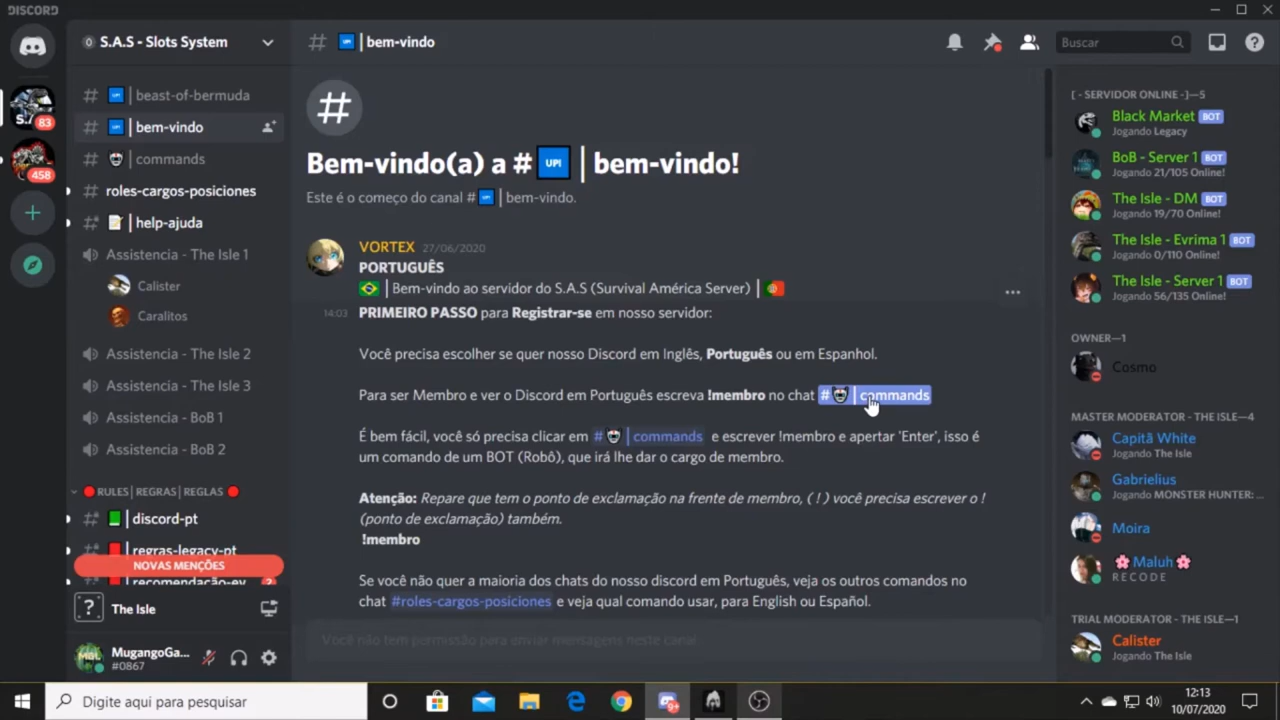 DISCORD
S.A.S - Slots System
# UP! | bem-vindo
Buscar
83
458
# | beast-of-bermuda
# | bem-vindo
# | commands
# roles-cargos-posiciones
# | help-ajuda
Assistencia - The Isle 1
Calister
Caralitos
Assistencia - The Isle 2
Assistencia - The Isle 3
Assistencia - BoB 1
Assistencia - BoB 2
RULES | REGRAS | REGLAS
# | discord-pt
# | regras-legacy-pt
NOVAS MENÇÕES
# | recomendação-ev
The Isle
MugangoGa...
#0867
Bem-vindo(a) a # UP! | bem-vindo!
Este é o começo do canal # | bem-vindo.
VORTEX 27/06/2020
PORTUGUÊS
| Bem-vindo ao servidor do S.A.S (Survival América Server) |
14:03 PRIMEIRO PASSO para Registrar-se em nosso servidor:
Você precisa escolher se quer nosso Discord em Inglês, Português ou em Espanhol.
Para ser Membro e ver o Discord em Português escreva !membro no chat # | commands
É bem fácil, você só precisa clicar em # | commands e escrever !membro e apertar 'Enter', isso é
um comando de um BOT (Robô), que irá lhe dar o cargo de membro.
Atenção: Repare que tem o ponto de exclamação na frente de membro, ( ! ) você precisa escrever o !
(ponto de exclamação) também.
!membro
Se você não quer a maioria dos chats do nosso discord em Português, veja os outros comandos no
chat #roles-cargos-posiciones e veja qual comando usar, para English ou Español.
Você não tem permissão para enviar mensagens neste canal.
[ - SERVIDOR ONLINE -]—5
Black Market BOT
Jogando Legacy
BoB - Server 1 BOT
Jogando 21/105 Online!
The Isle - DM BOT
Jogando 19/70 Online!
The Isle - Evrima 1 BOT
Jogando 0/110 Online!
The Isle - Server 1 BOT
Jogando 56/135 Online!
OWNER—1
Cosmo
MASTER MODERATOR - THE ISLE—4
Capitã White
Jogando The Isle
Gabrielius
Jogando MONSTER HUNTER: ...
Moira
Maluh
R E C O D E
TRIAL MODERATOR - THE ISLE—1
Calister
Jogando The Isle
Digite aqui para pesquisar
12:13
10/07/2020